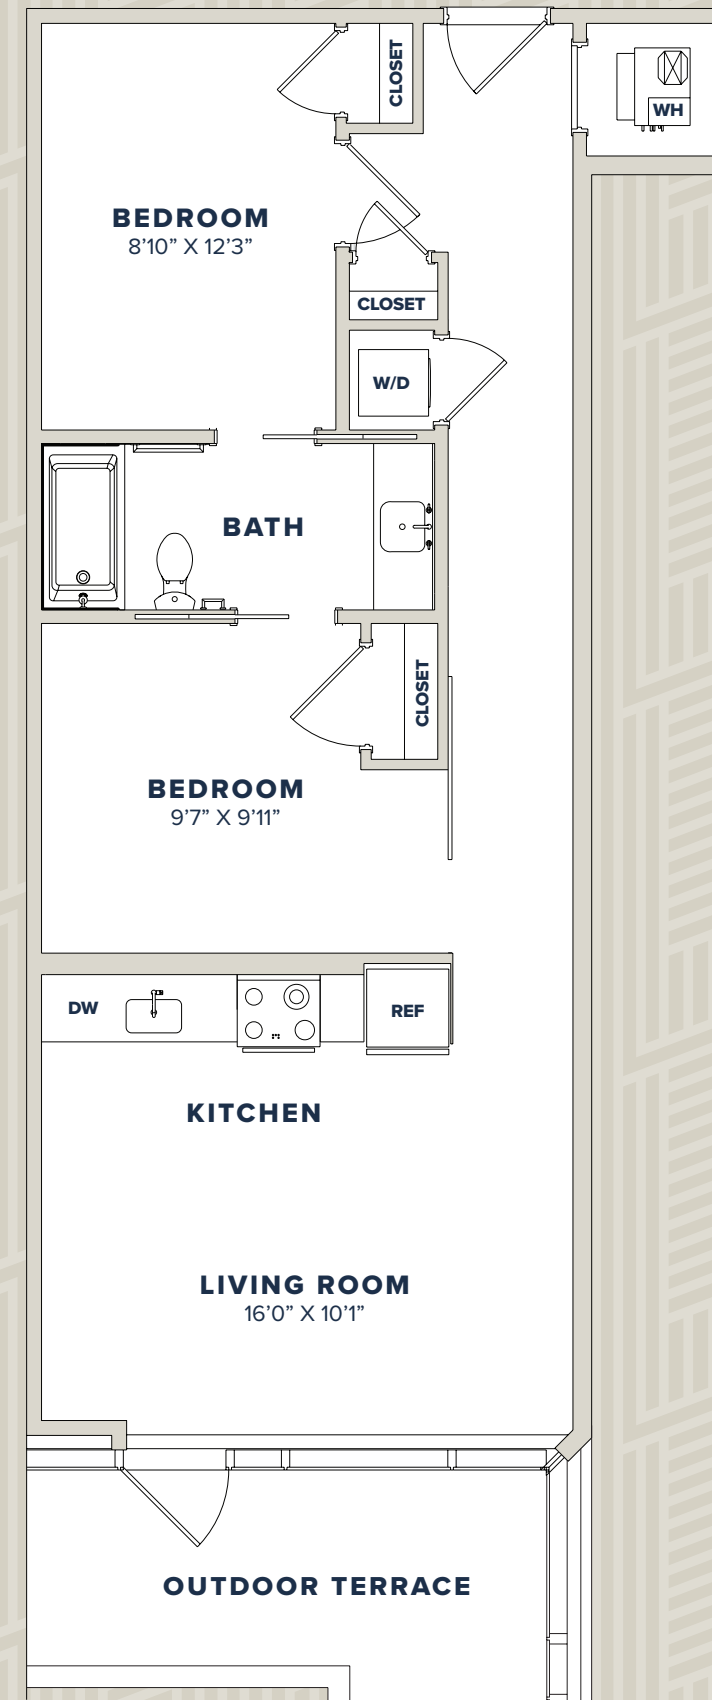 CLOSET
WH
BEDROOM
8’10” X 12’3”
CLOSET
W/D
BATH
CLOSET
BEDROOM
9’7” X 9’11”
DW
REF
KITCHEN
LIVING ROOM
16’0” X 10’1”
OUTDOOR TERRACE